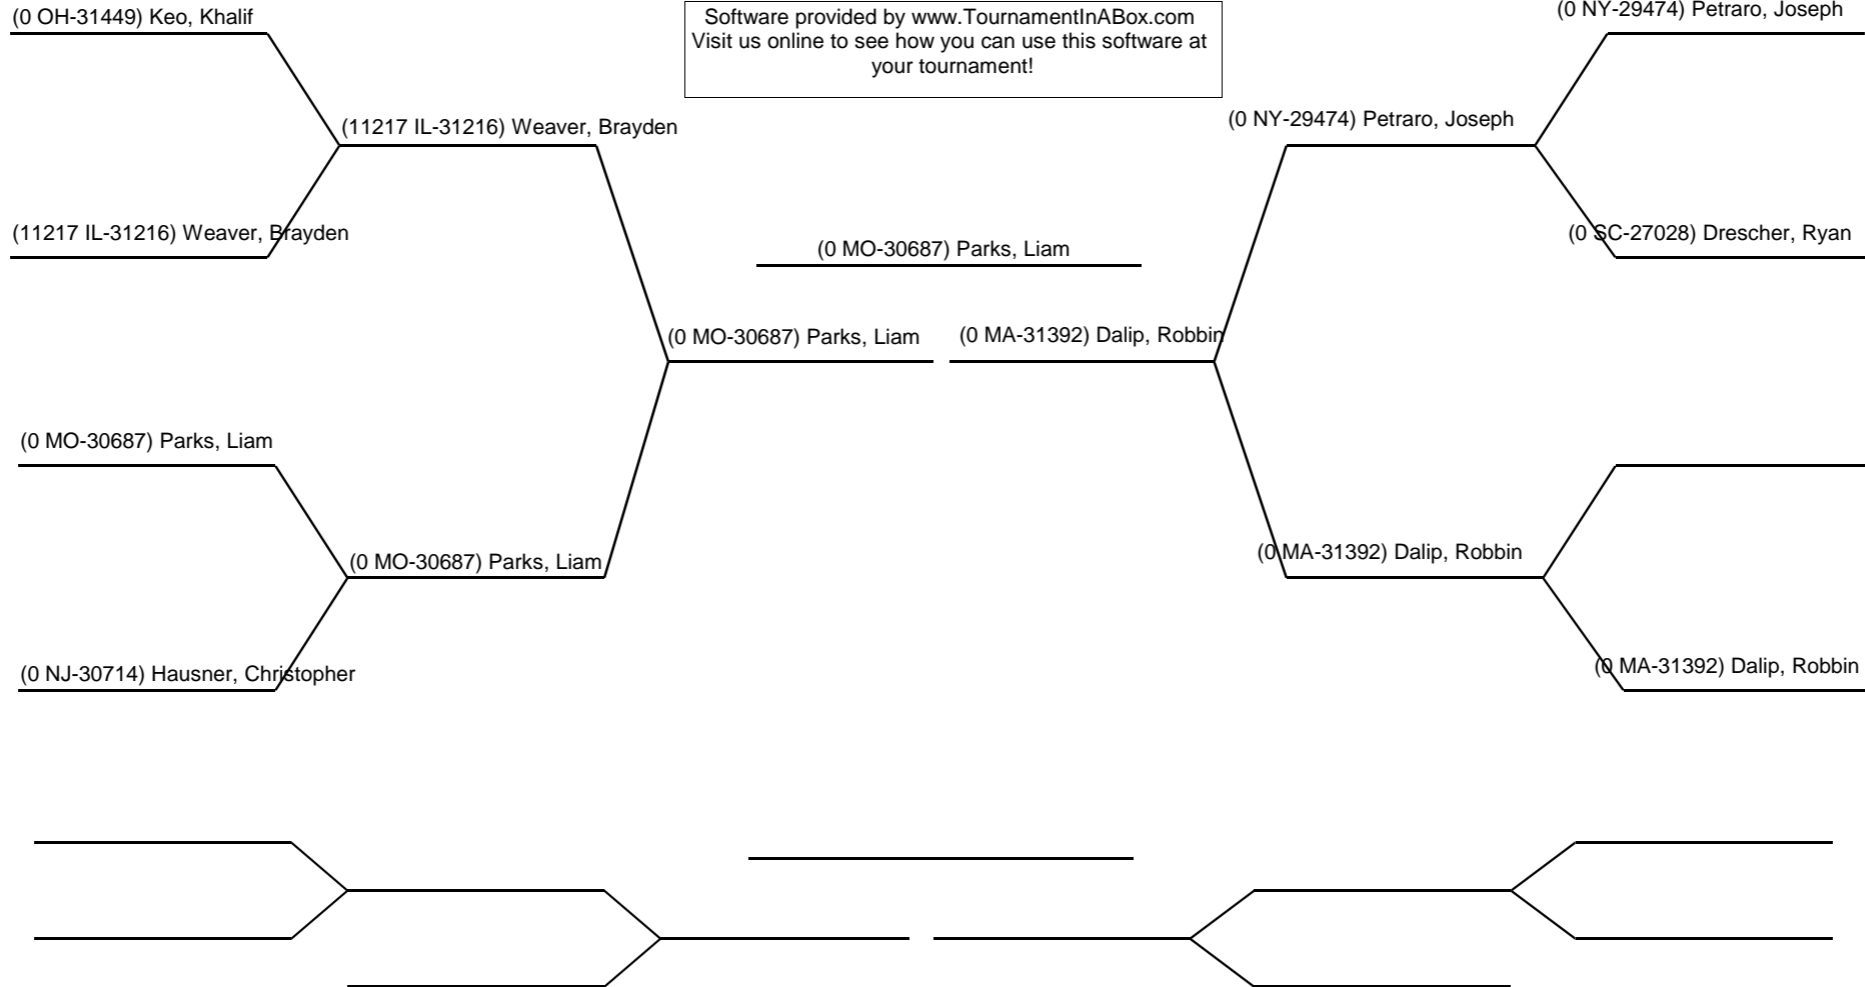 (0 OH-31449) Keo, Khalif
Software provided by www.TournamentInABox.com
Visit us online to see how you can use this software at
your tournament!
(0 NY-29474) Petraro, Joseph
(11217 IL-31216) Weaver, Brayden
(0 NY-29474) Petraro, Joseph
(11217 IL-31216) Weaver, Brayden
(0 MO-30687) Parks, Liam
(0 SC-27028) Drescher, Ryan
(0 MO-30687) Parks, Liam
(0 MA-31392) Dalip, Robbin
(0 MO-30687) Parks, Liam
(0 MO-30687) Parks, Liam
(0 MA-31392) Dalip, Robbin
(0 NJ-30714) Hausner, Christopher
(0 MA-31392) Dalip, Robbin